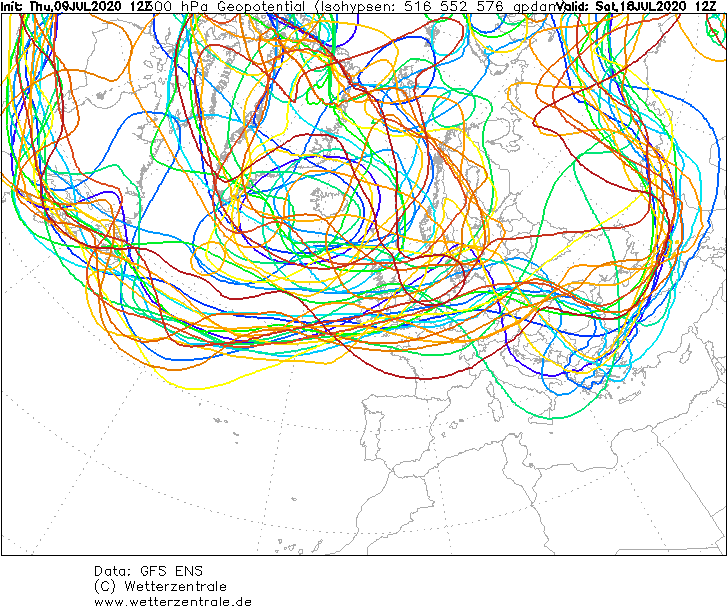 Init: Thu,09JUL2020 12Z 500 hPa Geopotential (Isohypsen: 516 552 576 gpdam) Valid: Sat,18JUL2020 12Z
Data: GFS ENS
(C) Wetterzentrale
www.wetterzentrale.de